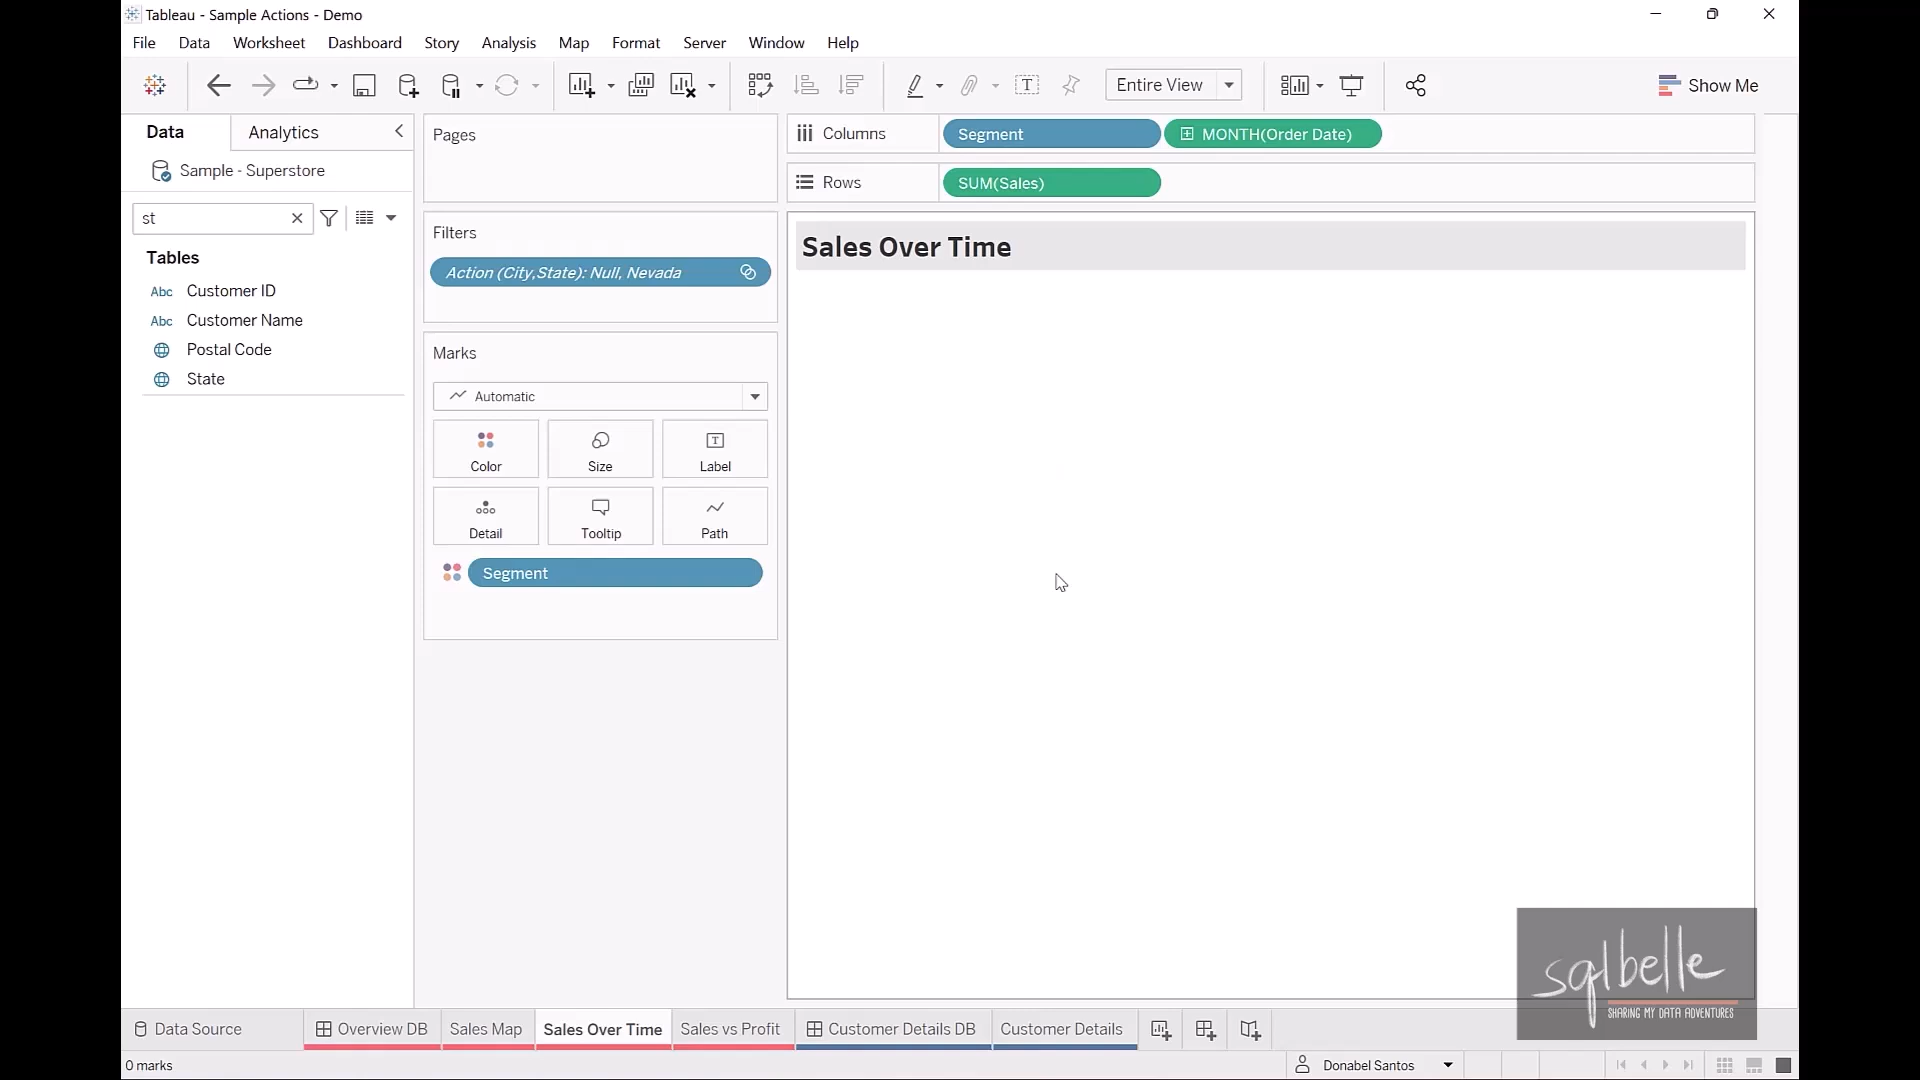 Tableau - Sample Actions - Demo
File Data Worksheet Dashboard Story Analysis Map Format Server Window Help
Entire View
Show Me
Data Analytics
Sample - Superstore
st
Tables
Abc Customer ID
Abc Customer Name
Postal Code
State
Pages
Filters
Action (City,State): Null, Nevada
Marks
Automatic
Color Size Label
Detail Tooltip Path
Segment
Columns Segment MONTH(Order Date)
Rows SUM(Sales)
Sales Over Time
sqlbelle
SHARING MY DATA ADVENTURES
Data Source Overview DB Sales Map Sales Over Time Sales vs Profit Customer Details DB Customer Details
0 marks Donabel Santos